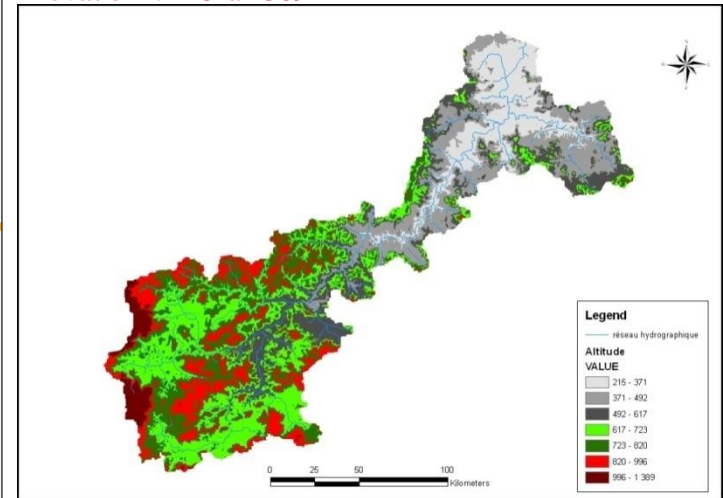 Legend
réseau hydrographique
Altitude
VALUE
215 - 371
371 - 492
492 - 617
617 - 723
723 - 820
820 - 996
996 - 1 389
0 25 50 100
Kilometers